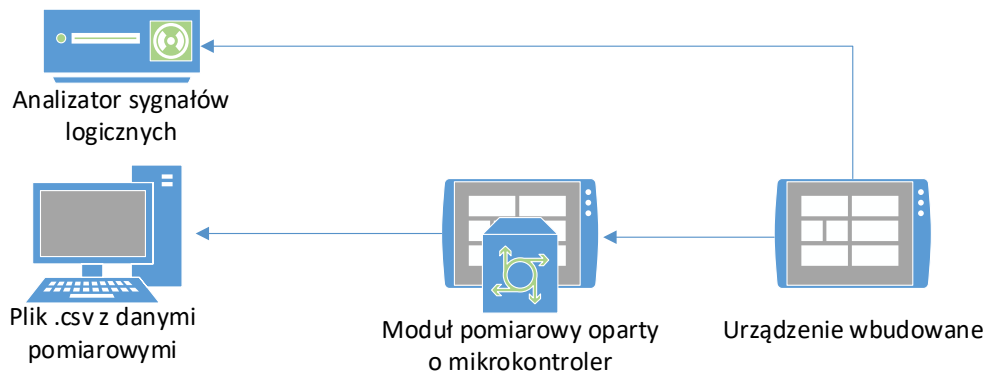 Analizator sygnałów
logicznych
Plik .csv z danymi
pomiarowymi
Moduł pomiarowy oparty
o mikrokontroler
Urządzenie wbudowane